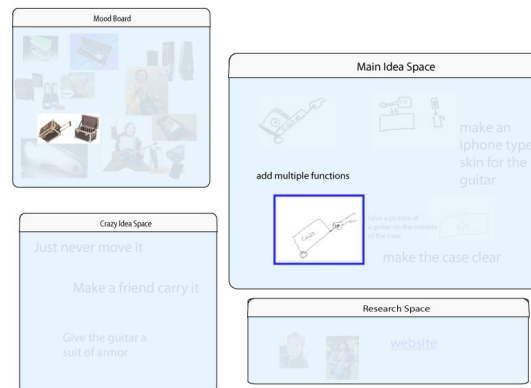 Mood Board
Main Idea Space
make an
iphone type
skin for the
guitar
add multiple functions
have a picture of
a guitar on the outside
of the case
make the case clear
Crazy Idea Space
Just never move it
Make a friend carry it
Give the guitar a
suit of armor
Research Space
website